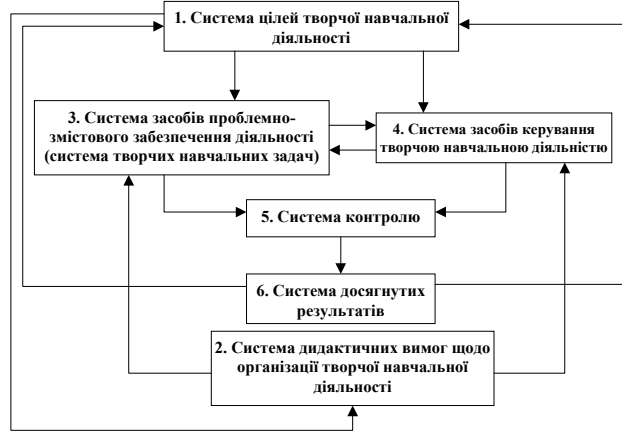 1. Система цілей творчої навчальної
діяльності
3. Система засобів проблемно-
змістового забезпечення діяльності
(система творчих навчальних задач)
4. Система засобів керування
творчою навчальною діяльністю
5. Система контролю
6. Система досягнутих
результатів
2. Система дидактичних вимог щодо
організації творчої навчальної
діяльності